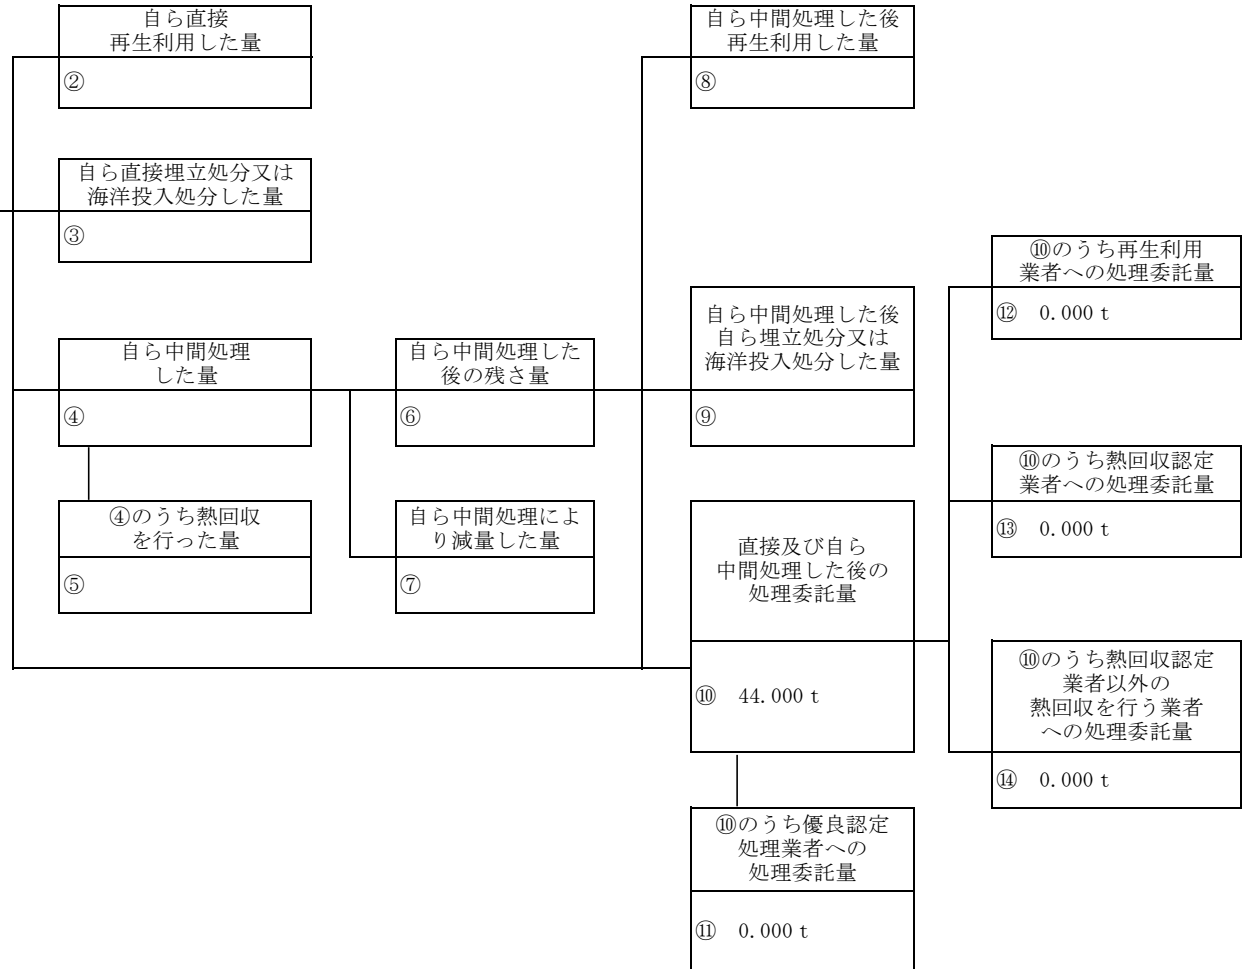 自ら直接
再生利用した量
②
自ら中間処理した後
再生利用した量
⑧
自ら直接埋立処分又は
海洋投入処分した量
③
⑩のうち再生利用
業者への処理委託量
⑫ 0.000 t
自ら中間処理した後
自ら埋立処分又は
海洋投入処分した量
⑨
自ら中間処理
した量
④
自ら中間処理した
後の残さ量
⑥
⑩のうち熱回収認定
業者への処理委託量
⑬ 0.000 t
④のうち熱回収
を行った量
⑤
自ら中間処理によ
り減量した量
⑦
直接及び自ら
中間処理した後の
処理委託量
⑩ 44.000 t
⑩のうち熱回収認定
業者以外の
熱回収を行う業者
への処理委託量
⑭ 0.000 t
⑩のうち優良認定
処理業者への
処理委託量
⑪ 0.000 t